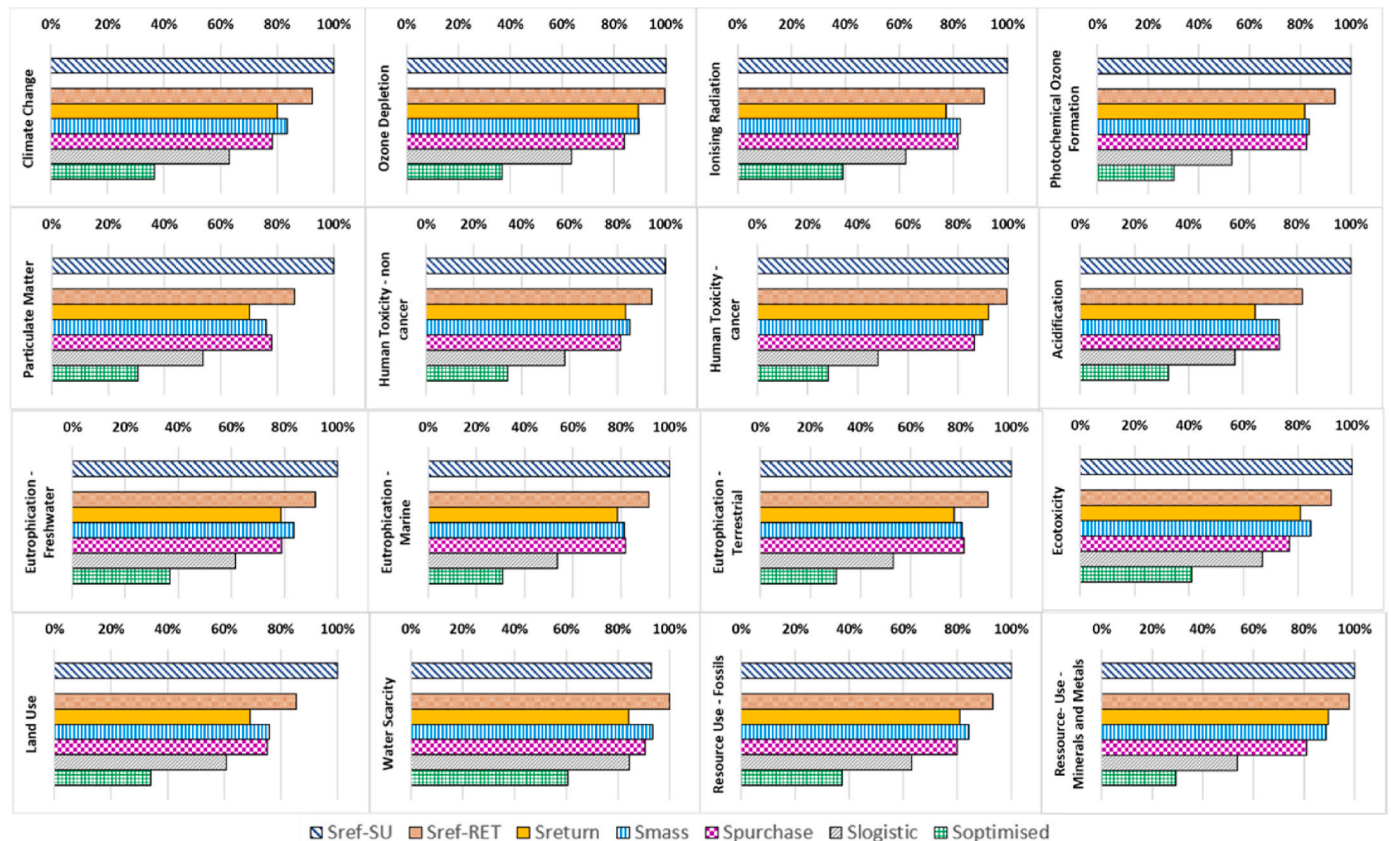 0% 20% 40% 60% 80% 100%
Climate Change
0% 20% 40% 60% 80% 100%
Ozone Depletion
0% 20% 40% 60% 80% 100%
Ionising Radiation
0% 20% 40% 60% 80% 100%
Photochemical Ozone
Formation
0% 20% 40% 60% 80% 100%
Particulate Matter
0% 20% 40% 60% 80% 100%
Human Toxicity - non
cancer
0% 20% 40% 60% 80% 100%
Human Toxicity -
cancer
0% 20% 40% 60% 80% 100%
Acidification
0% 20% 40% 60% 80% 100%
Eutrophication -
Freshwater
0% 20% 40% 60% 80% 100%
Eutrophication -
Marine
0% 20% 40% 60% 80% 100%
Eutrophication -
Terrestrial
0% 20% 40% 60% 80% 100%
Ecotoxicity
0% 20% 40% 60% 80% 100%
Land Use
0% 20% 40% 60% 80% 100%
Water Scarcity
0% 20% 40% 60% 80% 100%
Resource Use - Fossils
0% 20% 40% 60% 80% 100%
Ressource- Use -
Minerals and Metals
Sref-SU Sref-RET Sreturn Smass Spurchase Slogistic Soptimised